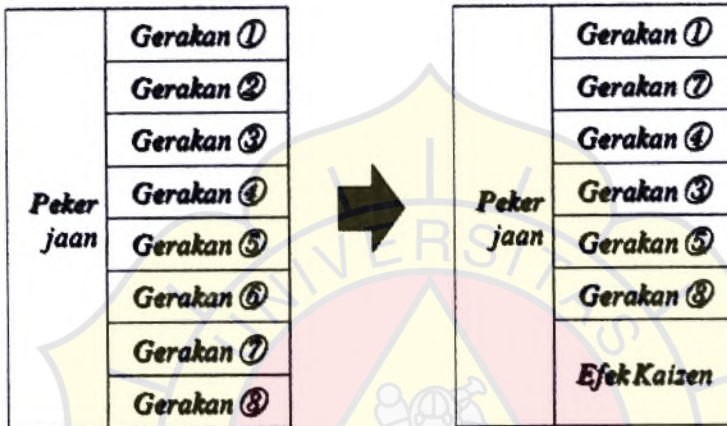 Peker
jaan
Gerakan ①
Gerakan ②
Gerakan ③
Gerakan ④
Gerakan ⑤
Gerakan ⑥
Gerakan ⑦
Gerakan ⑧
Peker
jaan
Gerakan ①
Gerakan ⑦
Gerakan ④
Gerakan ③
Gerakan ⑤
Gerakan ⑧
Efek Kaizen
UNIVERSITAS